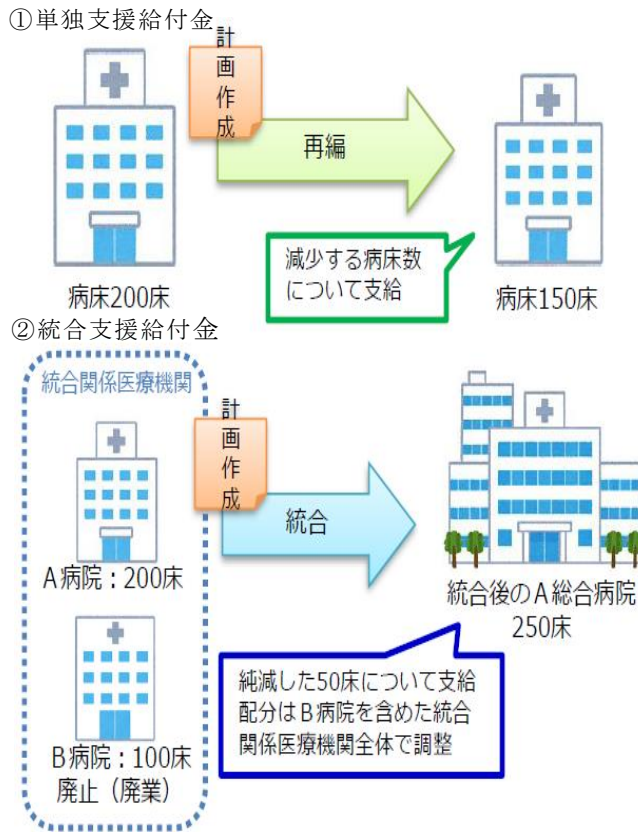 ①単独支援給付金
計画作成
再編
減少する病床数
について支給
病床200床
病床150床
②統合支援給付金
統合関係医療機関
計画作成
統合
A病院：200床
統合後のA総合病院
250床
純減した50床について支給
配分はB病院を含めた統合
関係医療機関全体で調整
B病院：100床
廃止（廃業）